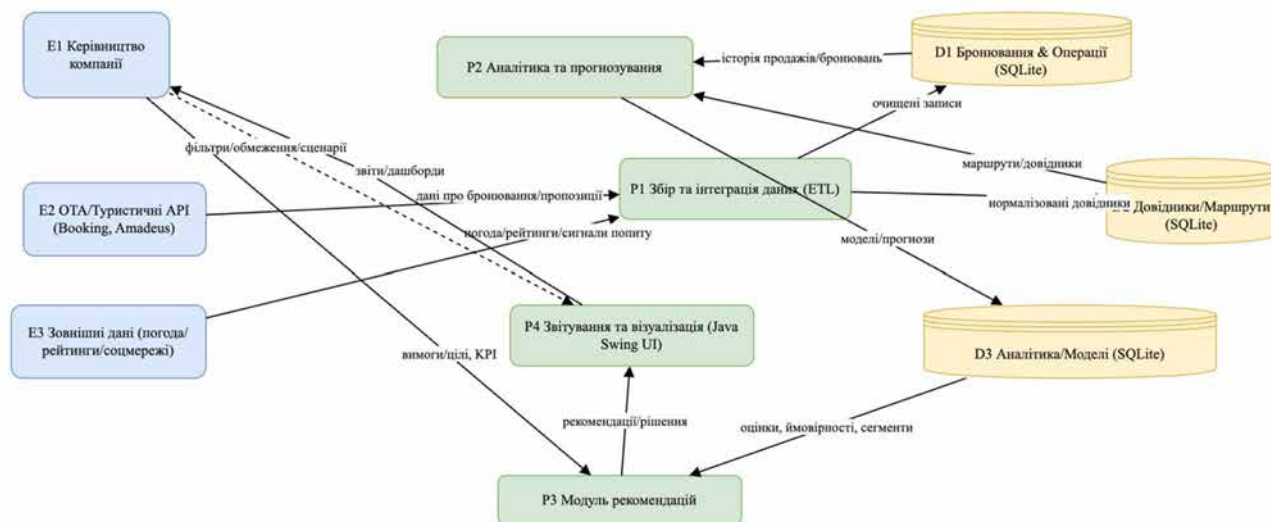 E1 Керівництво
компанії
P2 Аналітика та прогнозування
історія продажів/бронювань
D1 Бронювання & Операції
(SQLite)
очищені записи
фільтри/обмеження/сценарії
звіти/дашборди
маршрути/довідники
E2 OTA/Туристичні API
(Booking, Amadeus)
дані про бронювання/пропозиції
P1 Збір та інтеграція даних (ETL)
нормалізовані довідники
Довідники/Маршрути
(SQLite)
погода/рейтинги/сигнали попиту
моделі/прогнози
E3 Зовнішні дані (погода/
рейтинги/соцмережі)
P4 Звітування та візуалізація (Java
Swing UI)
D3 Аналітика/Моделі (SQLite)
вимоги/цілі, KPI
рекомендації/рішення
оцінки, ймовірності, сегменти
P3 Модуль рекомендацій